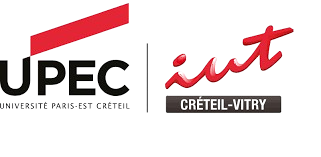 UPEC
UNIVERSITÉ PARIS-EST CRÉTEIL
iut
CRÉTEIL-VITRY